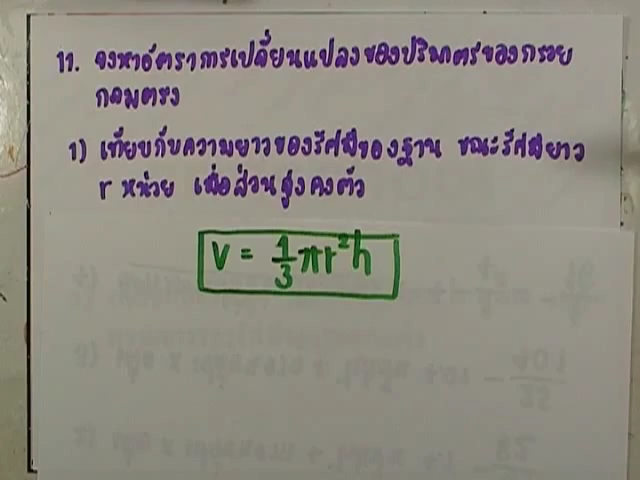 11. จงหาอัตราการเปลี่ยนแปลงของปริมาตรของกรวย
กลมตรง
1) เทียบกับความยาวของรัศมีของฐาน ขณะรัศมียาว
r หน่วย เมื่อส่วนสูงคงตัว
V = 1/3 πr²h